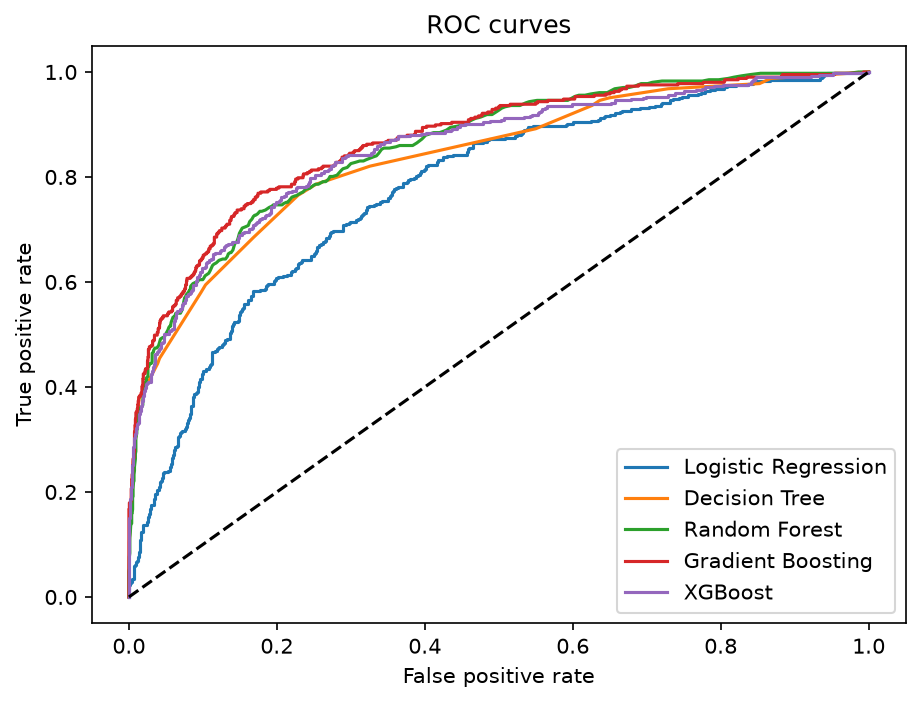 ROC curves
1.0
0.8
0.6
0.4
0.2
0.0
True positive rate
Logistic Regression
Decision Tree
Random Forest
Gradient Boosting
XGBoost
0.0 0.2 0.4 0.6 0.8 1.0
False positive rate